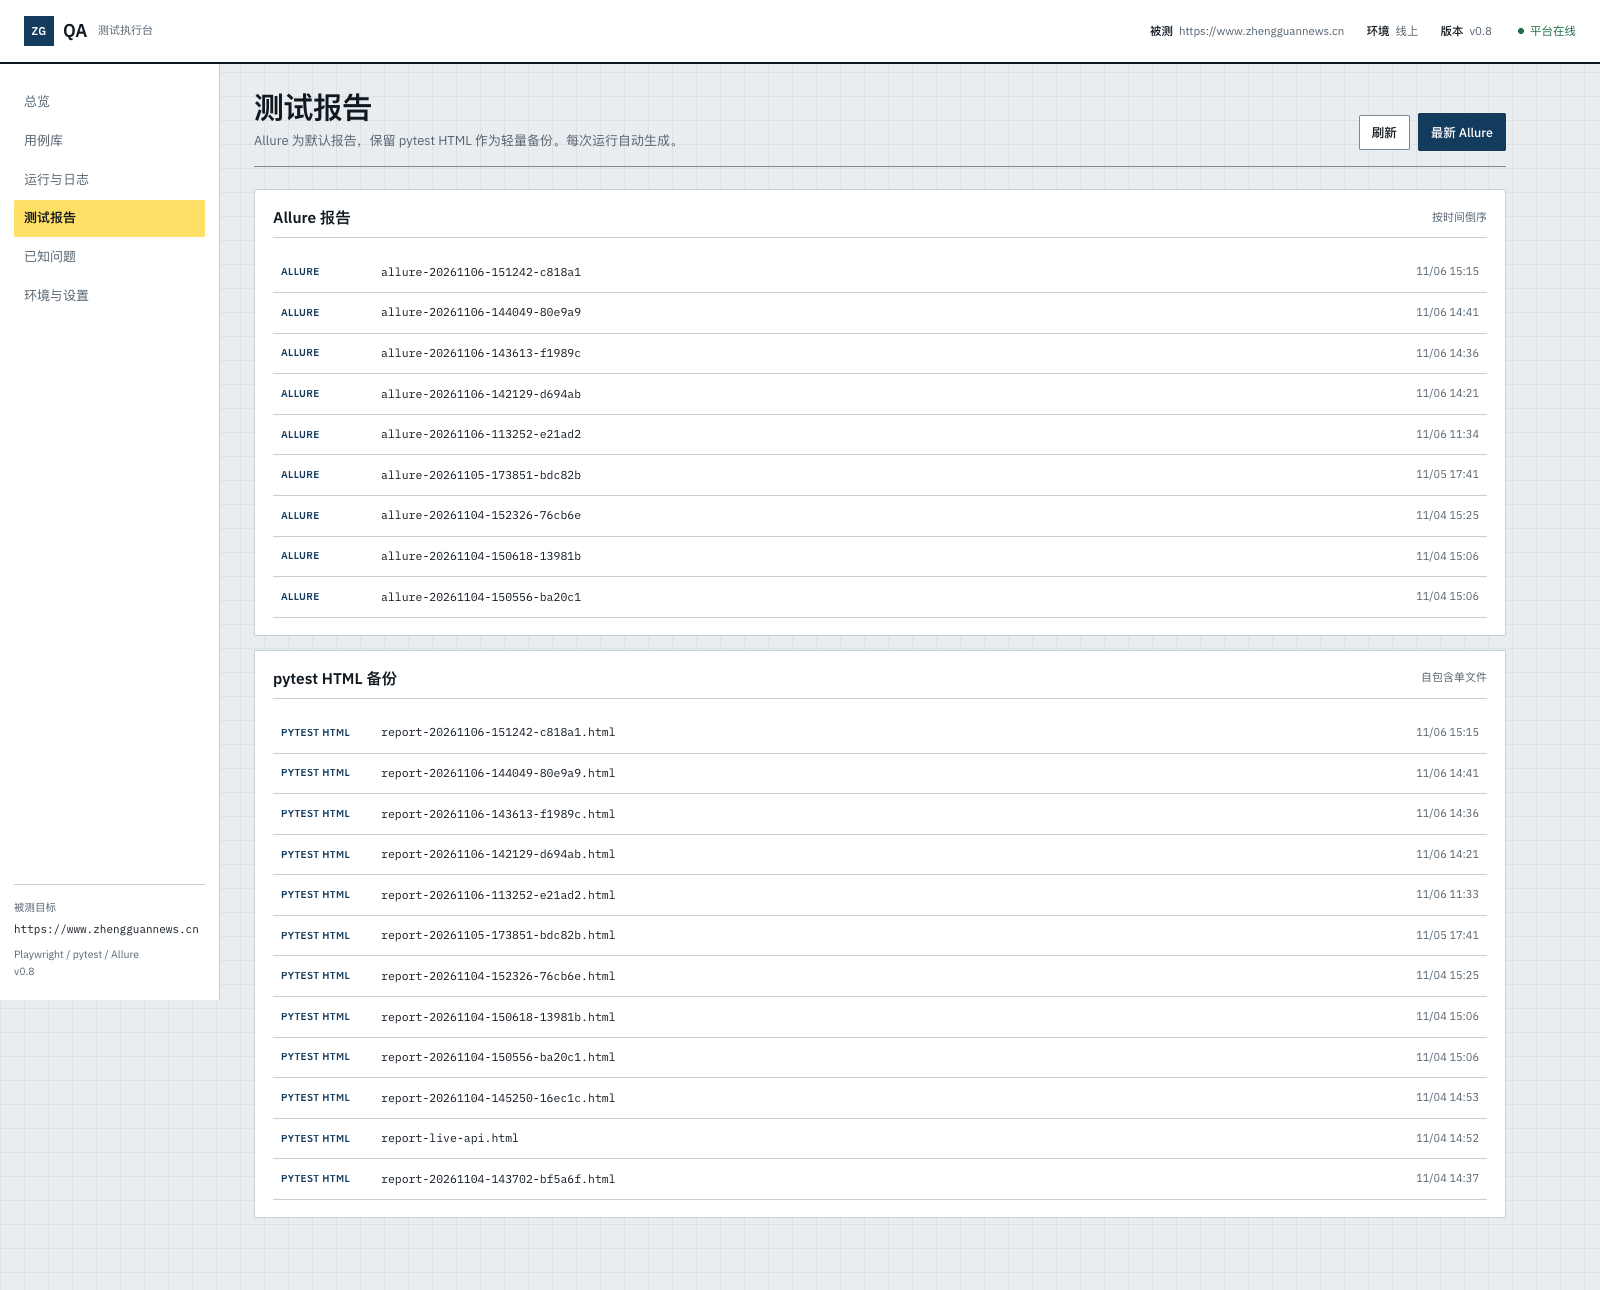 ZG QA 测试执行台
被测 https://www.zhengguannews.cn 环境 线上 版本 v0.8 平台在线
总览
用例库
运行与日志
测试报告
已知问题
环境与设置
被测目标
https://www.zhengguannews.cn
Playwright / pytest / Allure
v0.8
测试报告
Allure 为默认报告，保留 pytest HTML 作为轻量备份。每次运行自动生成。
刷新 最新 Allure
Allure 报告 按时间倒序
ALLURE allure-20261106-151242-c818a1 11/06 15:15
ALLURE allure-20261106-144049-80e9a9 11/06 14:41
ALLURE allure-20261106-143613-f1989c 11/06 14:36
ALLURE allure-20261106-142129-d694ab 11/06 14:21
ALLURE allure-20261106-113252-e21ad2 11/06 11:34
ALLURE allure-20261105-173851-bdc82b 11/05 17:41
ALLURE allure-20261104-152326-76cb6e 11/04 15:25
ALLURE allure-20261104-150618-13981b 11/04 15:06
ALLURE allure-20261104-150556-ba20c1 11/04 15:06
pytest HTML 备份 自包含单文件
PYTEST HTML report-20261106-151242-c818a1.html 11/06 15:15
PYTEST HTML report-20261106-144049-80e9a9.html 11/06 14:41
PYTEST HTML report-20261106-143613-f1989c.html 11/06 14:36
PYTEST HTML report-20261106-142129-d694ab.html 11/06 14:21
PYTEST HTML report-20261106-113252-e21ad2.html 11/06 11:33
PYTEST HTML report-20261105-173851-bdc82b.html 11/05 17:41
PYTEST HTML report-20261104-152326-76cb6e.html 11/04 15:25
PYTEST HTML report-20261104-150618-13981b.html 11/04 15:06
PYTEST HTML report-20261104-150556-ba20c1.html 11/04 15:06
PYTEST HTML report-20261104-145250-16ec1c.html 11/04 14:53
PYTEST HTML report-live-api.html 11/04 14:52
PYTEST HTML report-20261104-143702-bf5a6f.html 11/04 14:37